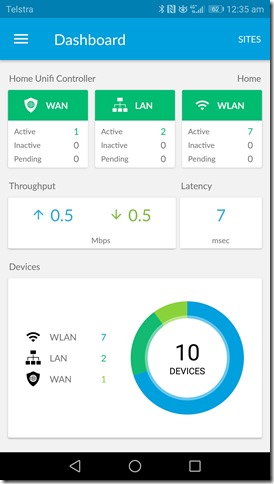 Telstra 4G 62 12:35 am
Dashboard SITES
Home Unifi Controller Home
WAN LAN WLAN
Active 1 Active 2 Active 7
Inactive 0 Inactive 0 Inactive 0
Pending 0 Pending 0 Pending 0
Throughput Latency
0.5 0.5 7
Mbps msec
Devices
WLAN 7
LAN 2
WAN 1
10
DEVICES